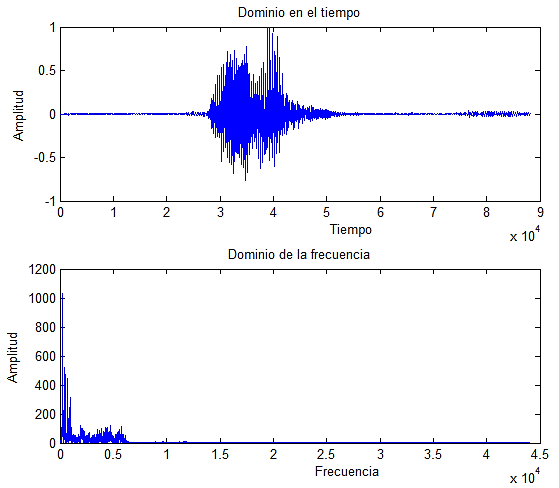 Dominio en el tiempo
1
0.5
0
-0.5
-1
Amplitud
0 1 2 3 4 5 6 7 8 9
Tiempo
x 10^4
Dominio de la frecuencia
1200
1000
800
600
400
200
0
Amplitud
0 0.5 1 1.5 2 2.5 3 3.5 4 4.5
Frecuencia
x 10^4